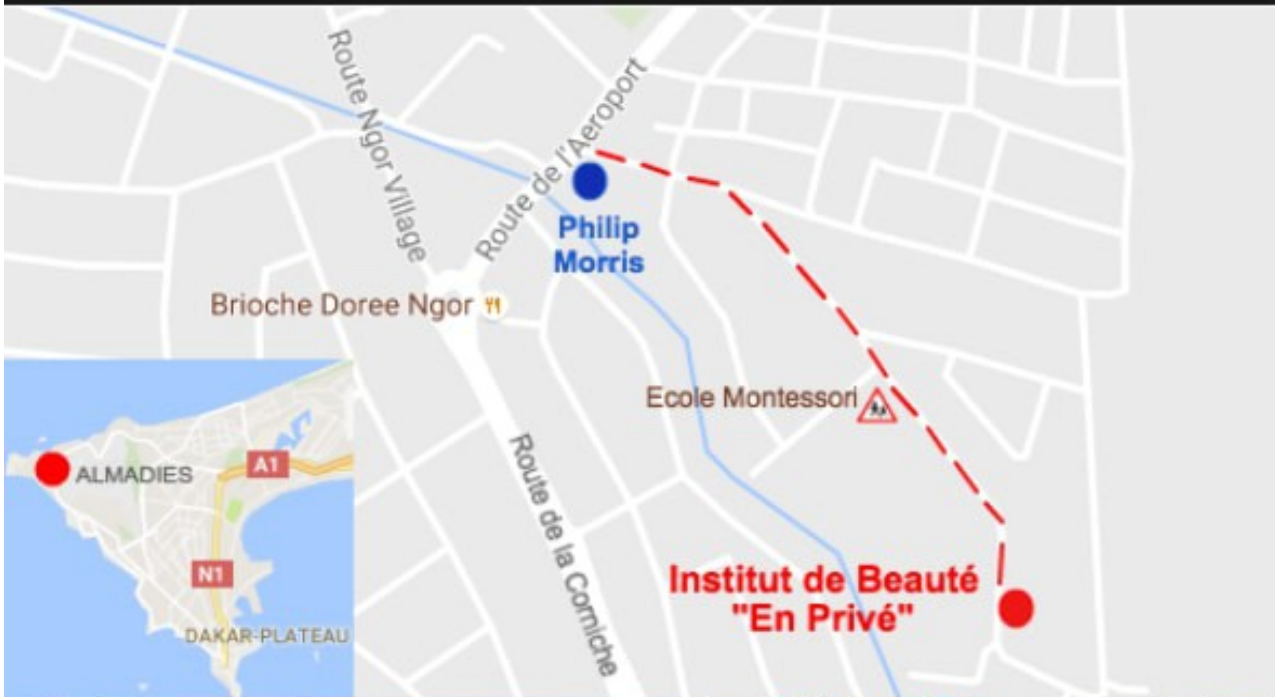 Route Ngor Village
Route de l'Aeroport
Philip
Morris
Brioche Doree Ngor
Ecole Montessori
ALMADIES
A1
N1
DAKAR-PLATEAU
Route de la Corniche
Institut de Beauté
"En Privé"